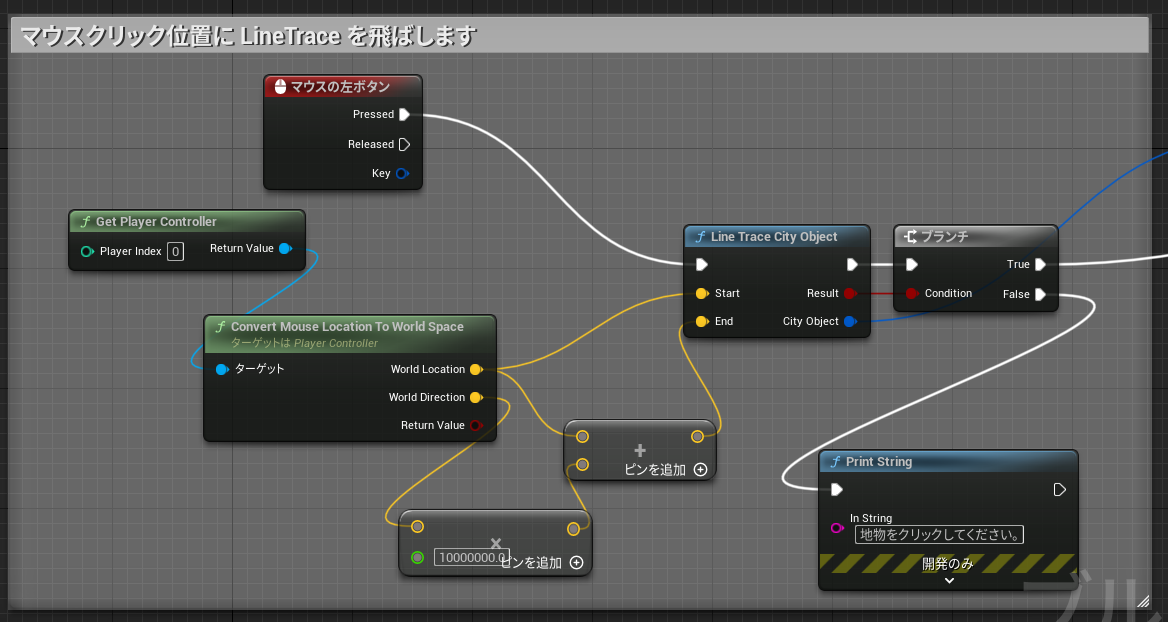 マウスクリック位置に LineTrace を飛ばします
マウスの左ボタン
Pressed
Released
Key
Get Player Controller
Player Index 0
Return Value
Convert Mouse Location To World Space
ターゲットは Player Controller
ターゲット
World Location
World Direction
Return Value
Line Trace City Object
Start
Result
End
City Object
ブランチ
True
Condition
False
ピンを追加
10000000.0
ピンを追加
Print String
In String
地物をクリックしてください。
開発のみ
ブル